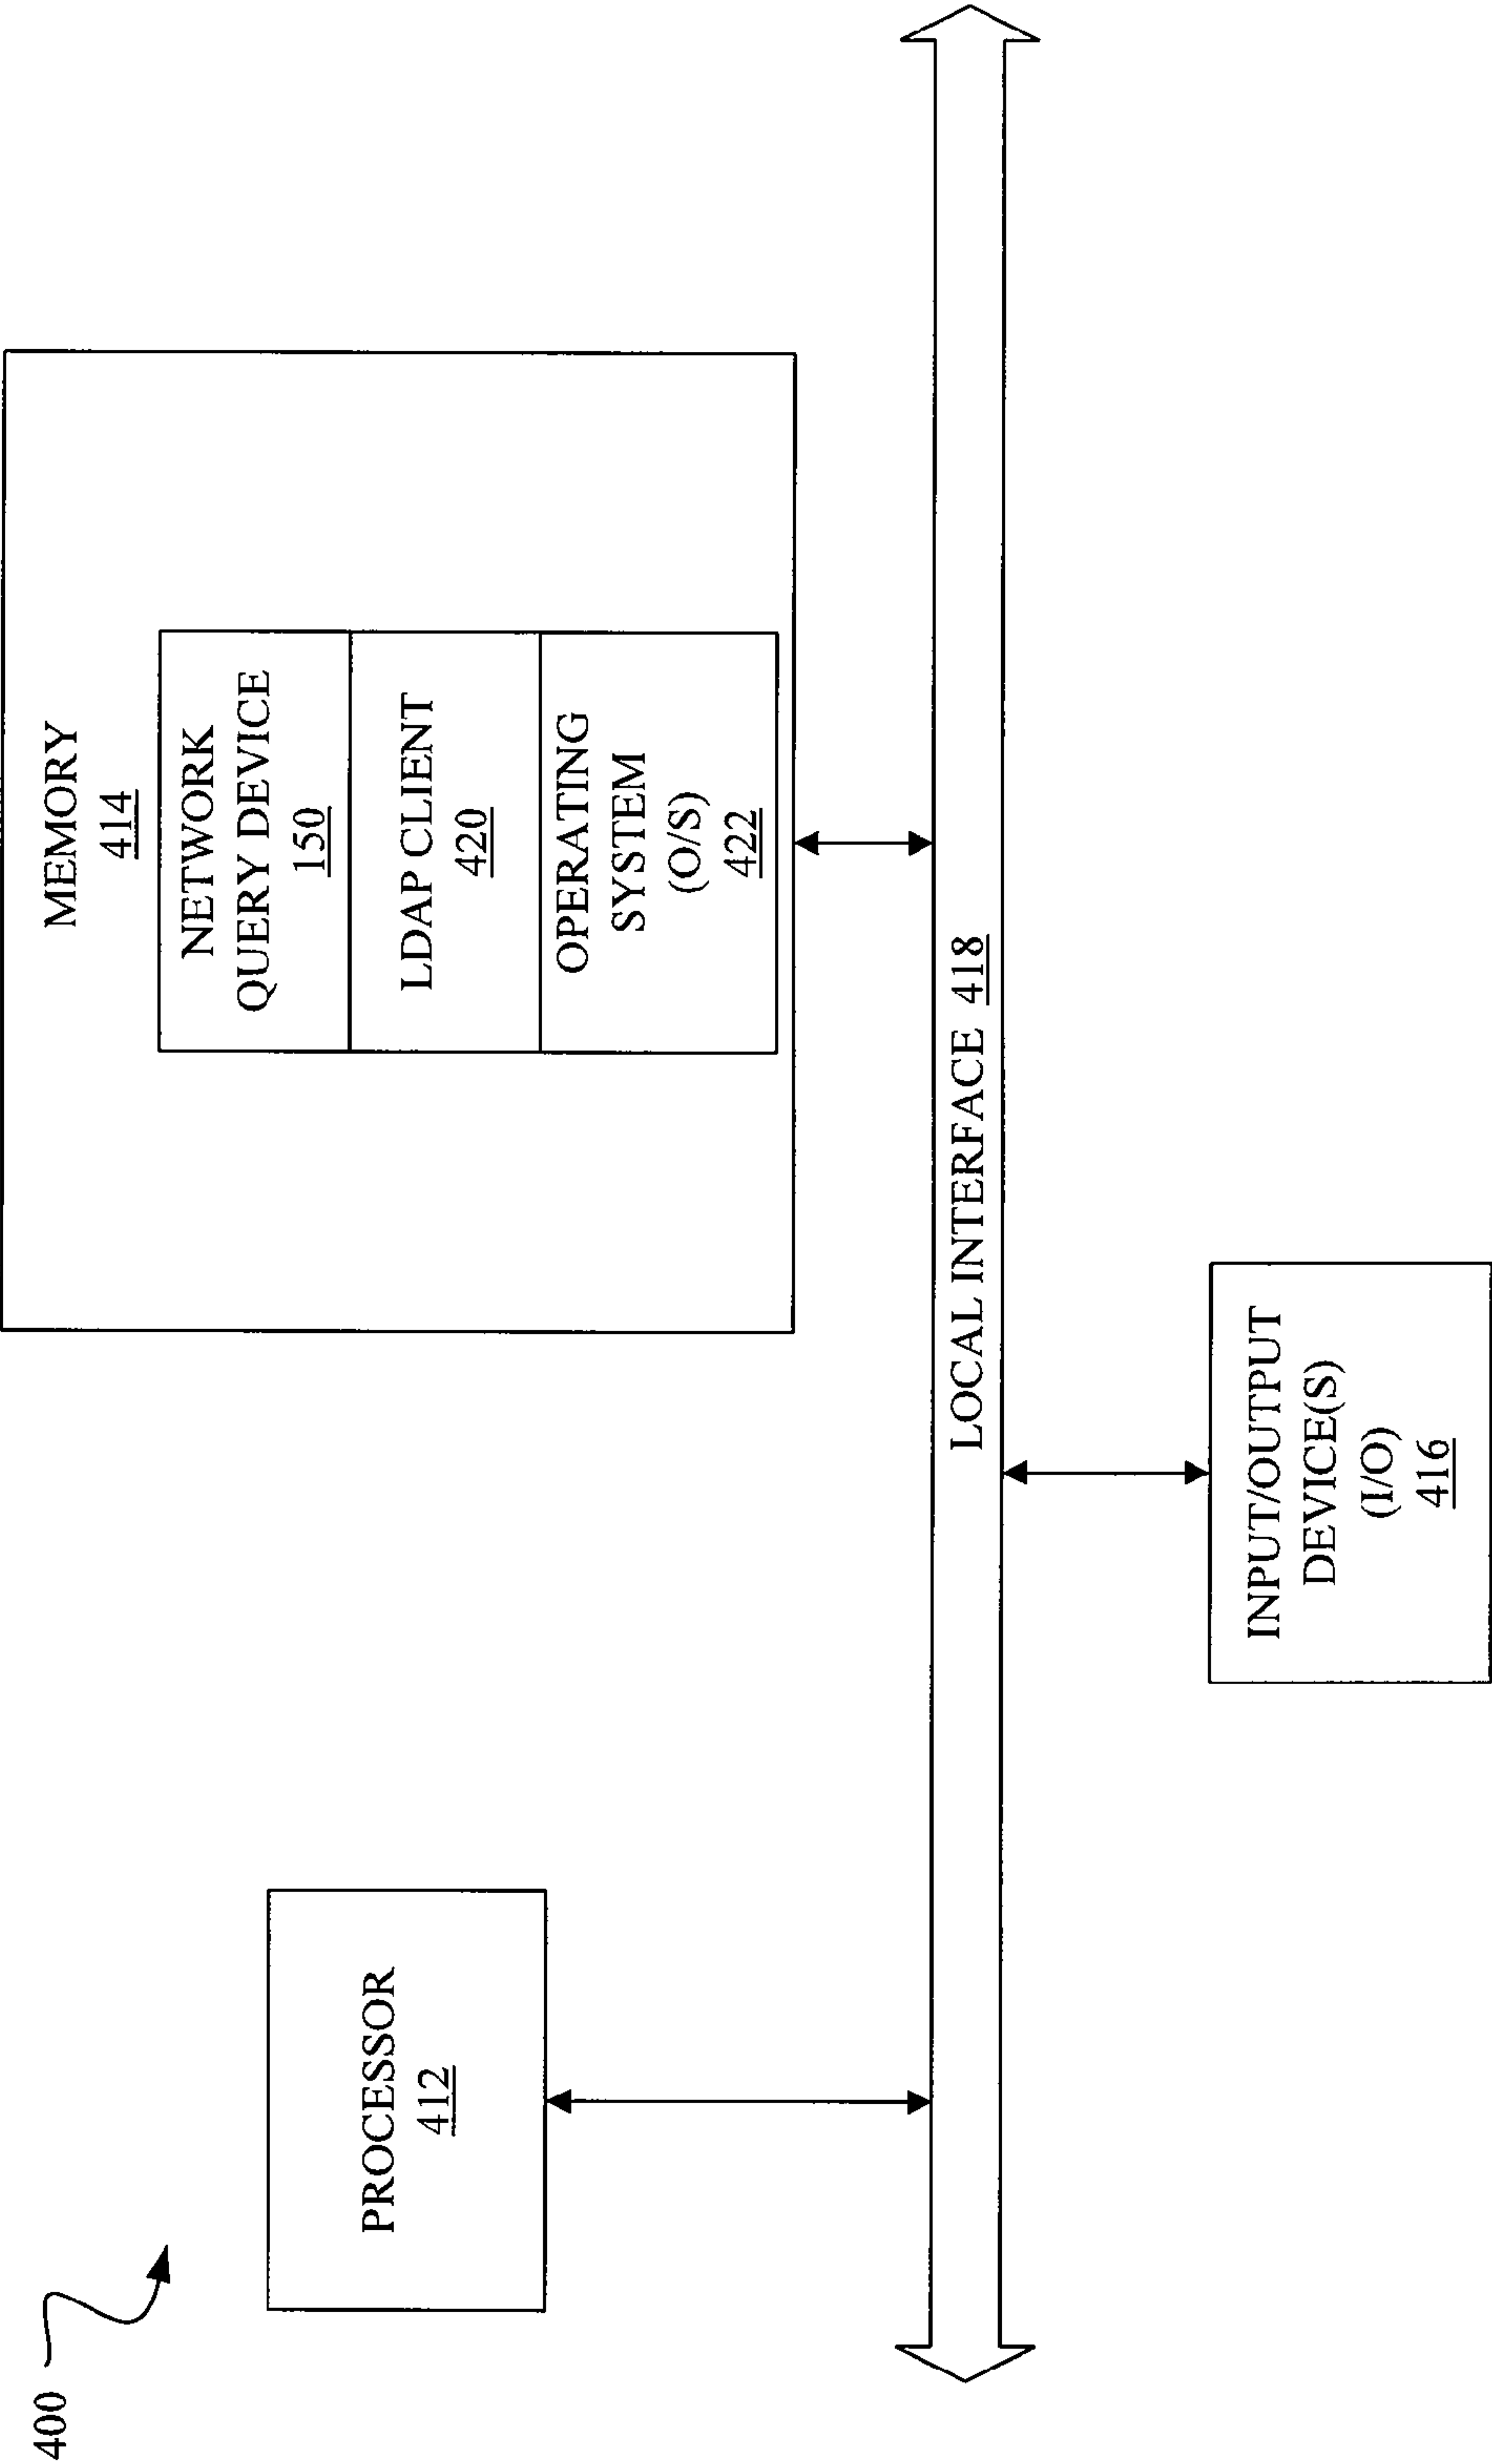 400
PROCESSOR
412
MEMORY
414
NETWORK
QUERY DEVICE
150
LDAP CLIENT
420
OPERATING
SYSTEM
(O/S)
422
LOCAL INTERFACE 418
INPUT/OUTPUT
DEVICE(S)
(I/O)
416